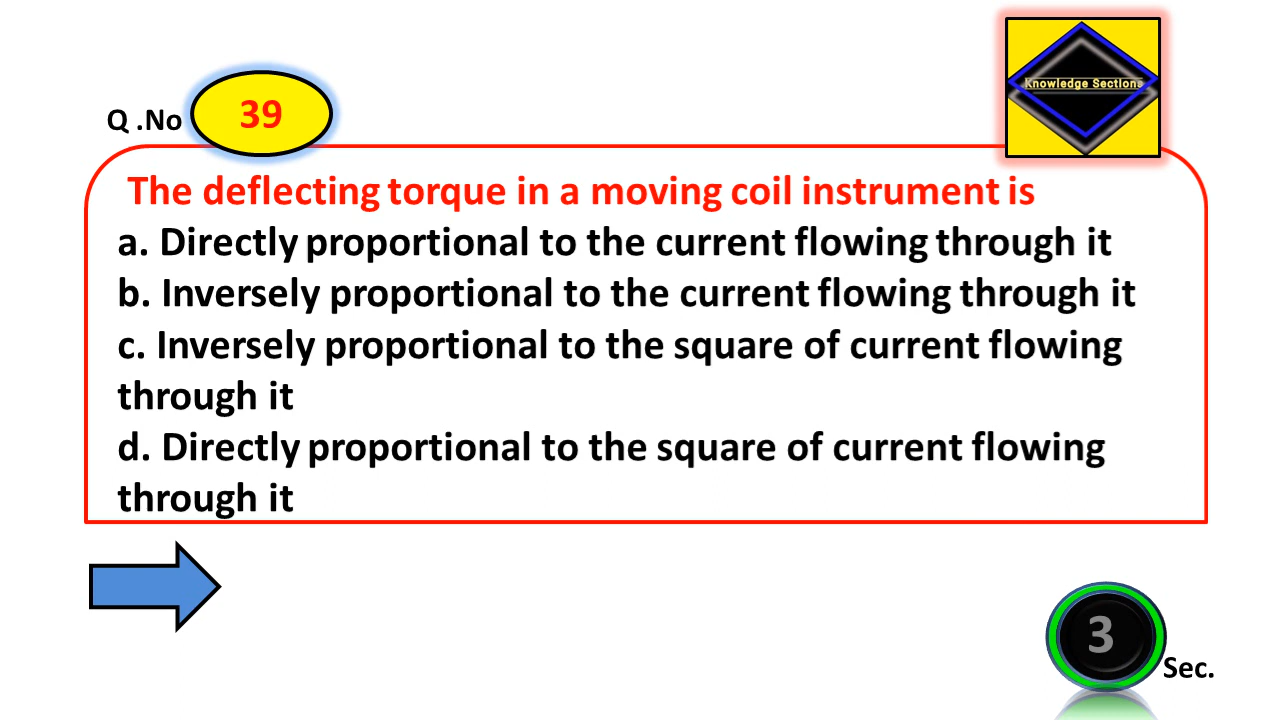 Knowledge Sections
Q .No 39
The deflecting torque in a moving coil instrument is
a. Directly proportional to the current flowing through it
b. Inversely proportional to the current flowing through it
c. Inversely proportional to the square of current flowing
through it
d. Directly proportional to the square of current flowing
through it
3
Sec.